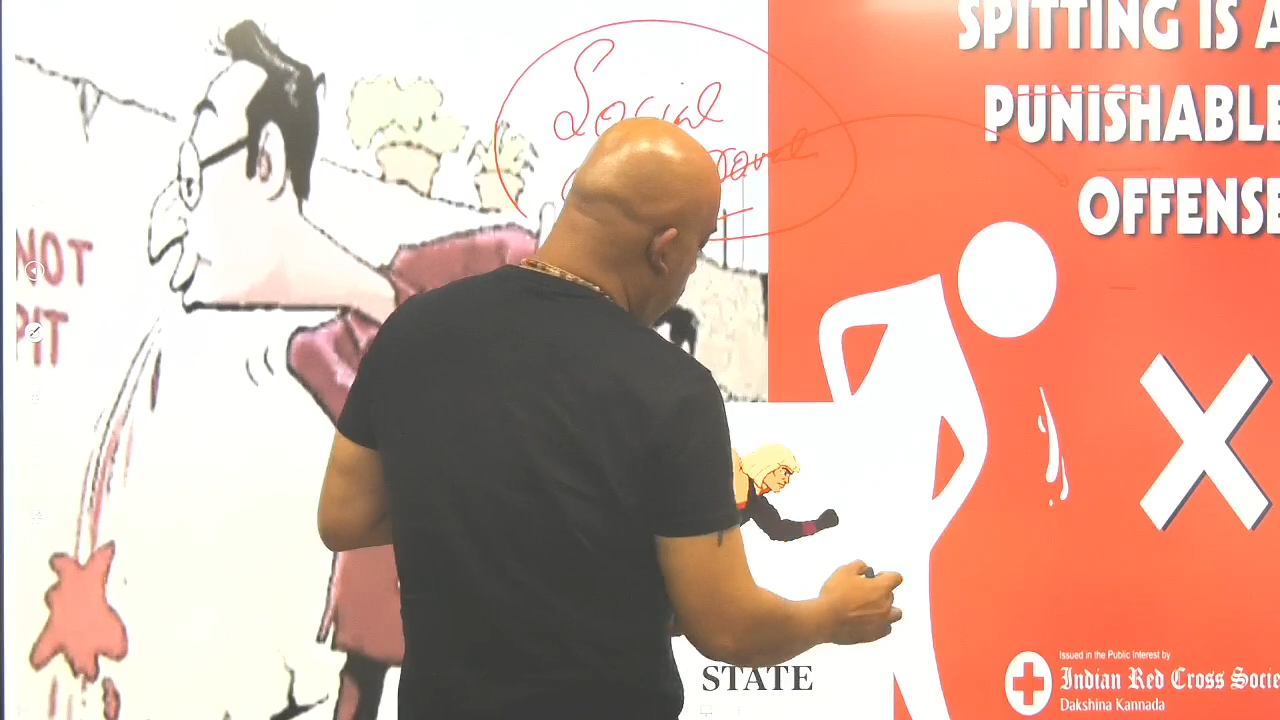 NOT
Social
SPITTING IS A
PUNISHABLE
OFFENSE
STATE
Issued in the Public Interest by
Indian Red Cross Socie
Dakshina Kannada